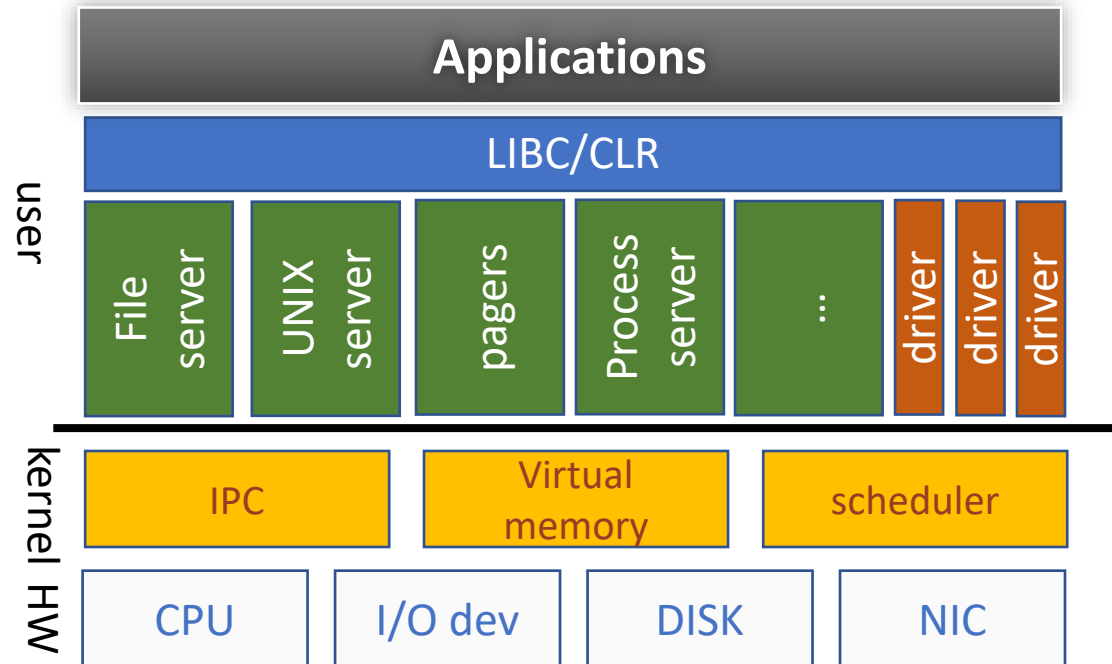 Applications
LIBC/CLR
user
File
server
UNIX
server
pagers
Process
server
...
driver
driver
driver
kernel
IPC
Virtual
memory
scheduler
HW
CPU
I/O dev
DISK
NIC